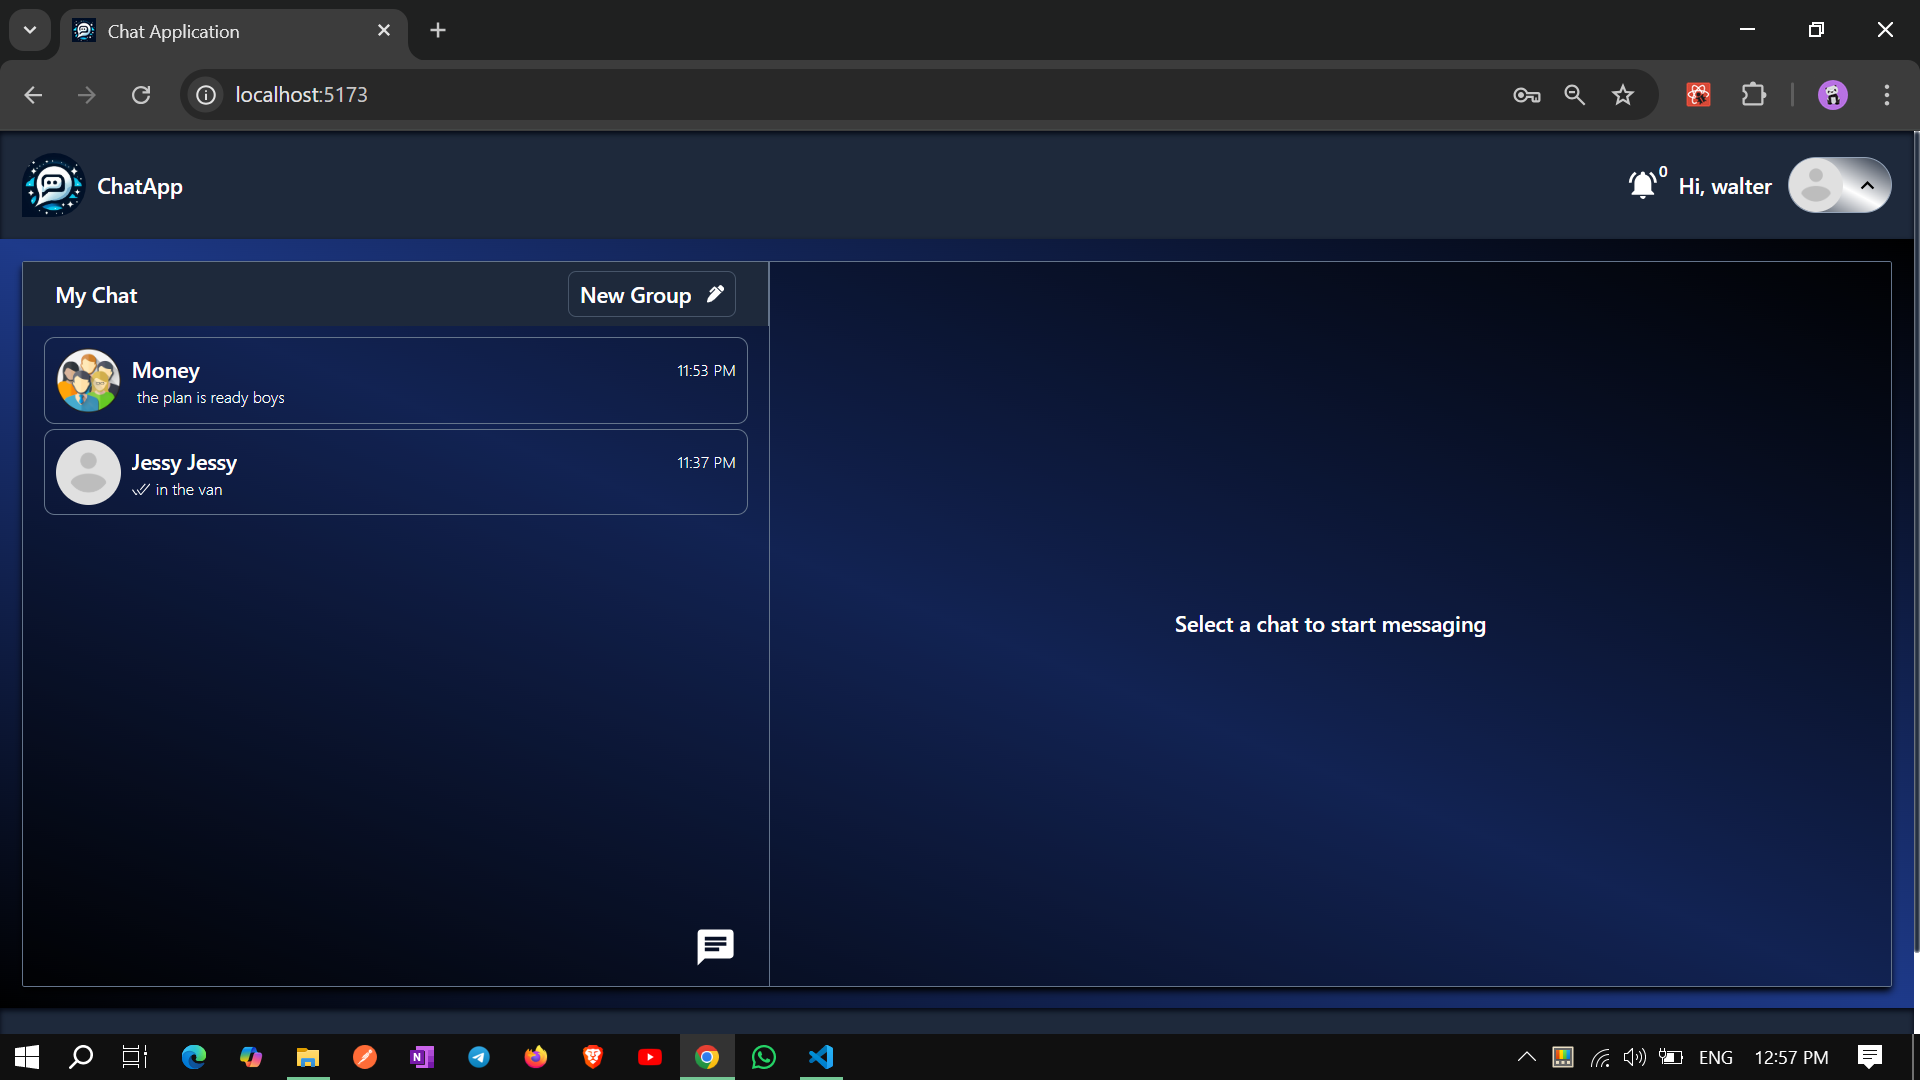 Chat Application
localhost:5173
ChatApp
0
Hi, walter
My Chat
New Group
Money
11:53 PM
the plan is ready boys
Jessy Jessy
11:37 PM
in the van
Select a chat to start messaging
N
ENG
12:57 PM